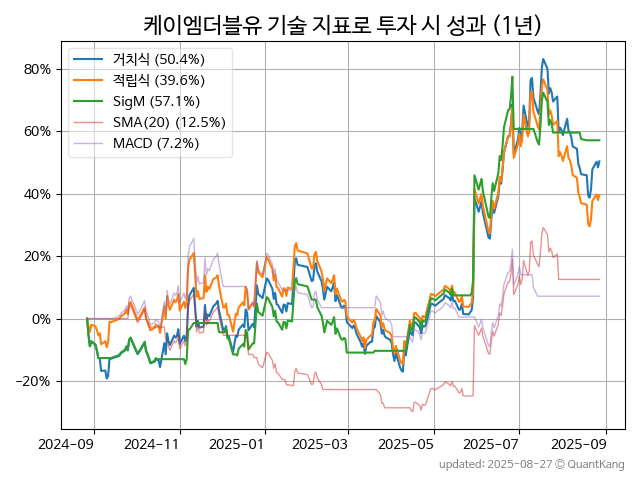 케이엠더블유 기술 지표로 투자 시 성과 (1년)
거치식 (50.4%)
적립식 (39.6%)
SigM (57.1%)
SMA(20) (12.5%)
MACD (7.2%)
80%
60%
40%
20%
0%
−20%
2024-09 2024-11 2025-01 2025-03 2025-05 2025-07 2025-09
updated: 2025-08-27 © QuantKang